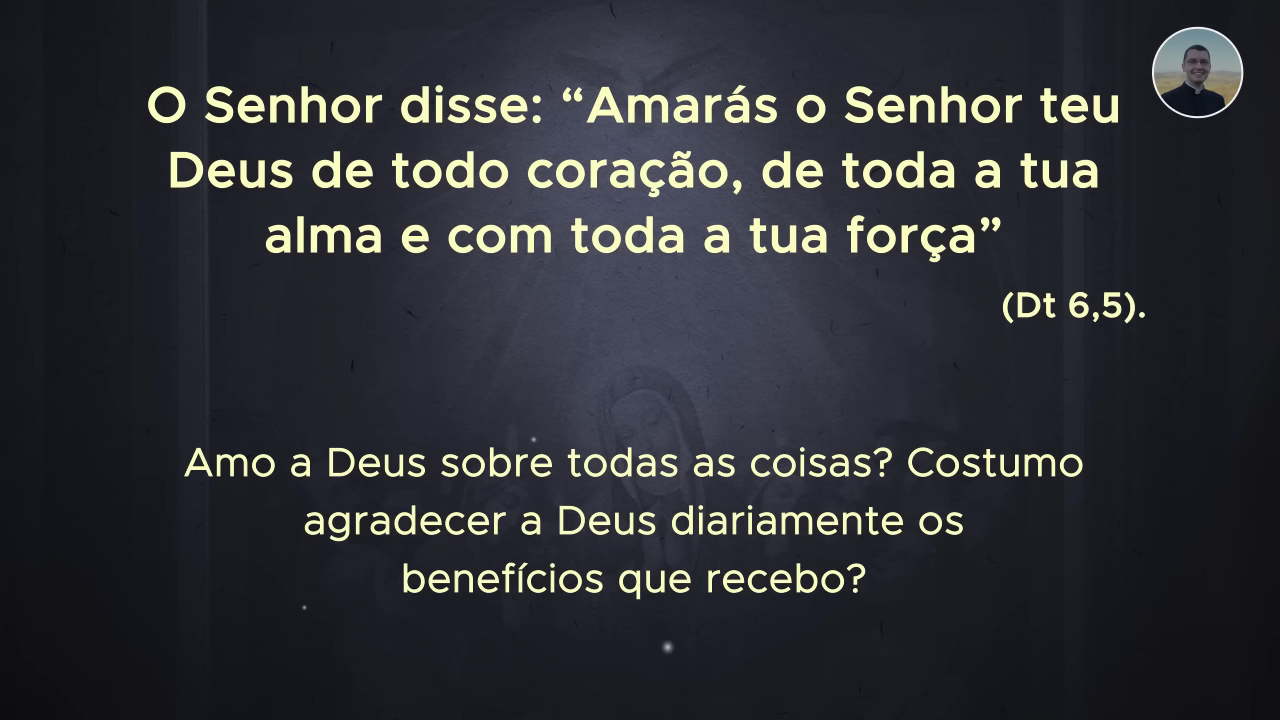 O Senhor disse: “Amarás o Senhor teu
Deus de todo coração, de toda a tua
alma e com toda a tua força”
(Dt 6,5).
Amo a Deus sobre todas as coisas? Costumo
agradecer a Deus diariamente os
benefícios que recebo?